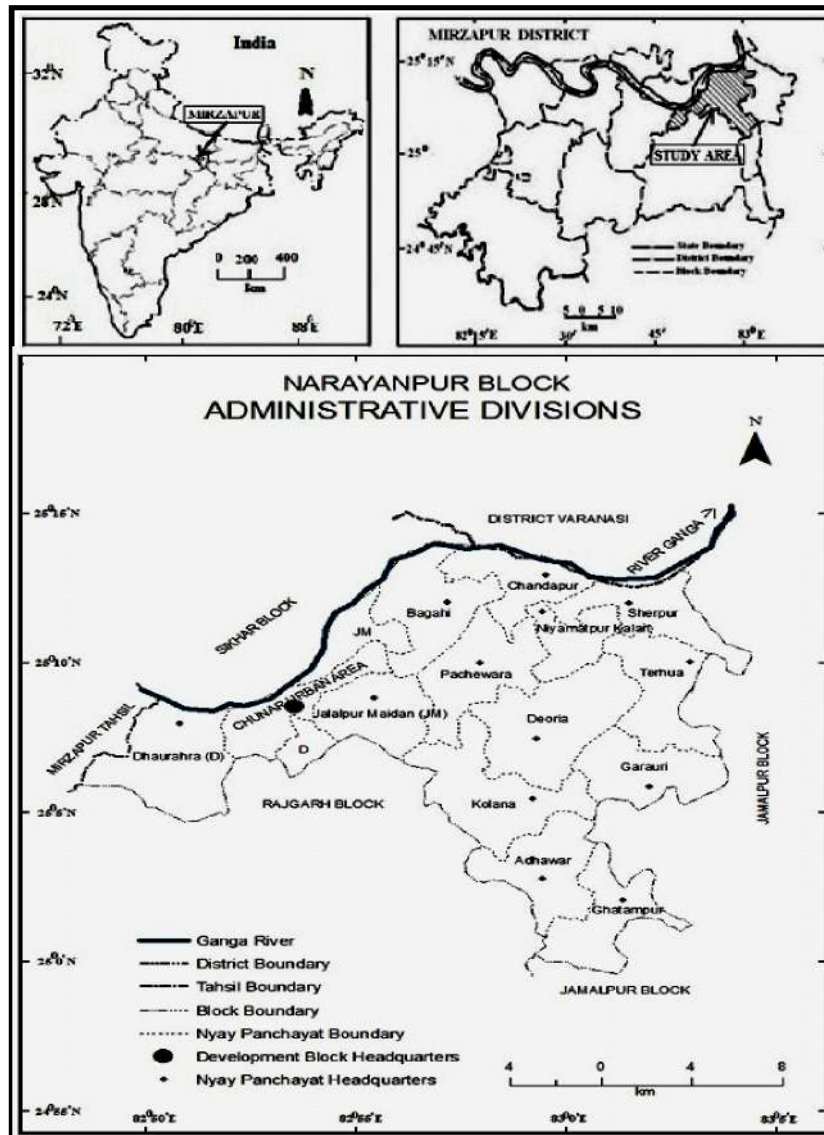 India
32°N
N
MIRZAPUR
28°N
0 200 400
km
24°N
72°E
80°E
88°E
MIRZAPUR DISTRICT
25°15'
N
STUDY AREA
25°
24°45'
State Boundary
District Boundary
Block Boundary
5 0 5 10
km
82°15'E
30'
45'
83°E
NARAYANPUR BLOCK
ADMINISTRATIVE DIVISIONS
N
DISTRICT VARANASI
RIVER GANGA
Chandapur
SIKHAR BLOCK
Bagahi
Sherpur
JM
Niyamatpur Kalan
25°10'
CHUNAR URBAN AREA
Pachewara
Terhua
MIRZAPUR TAHSIL
Jalalpur Maidan (JM)
Deoria
Dhaurahra (D)
D
Garauri
JAMALPUR BLOCK
RAJGARH BLOCK
Kolana
25°5'
Adhawar
Ghatampur
Ganga River
25°0'
District Boundary
Tahsil Boundary
JAMALPUR BLOCK
Block Boundary
Nyay Panchayat Boundary
Development Block Headquarters
Nyay Panchayat Headquarters
4 0 4 8
km
24°55'
82°50'E
82°55'E
83°0'E
83°5'E